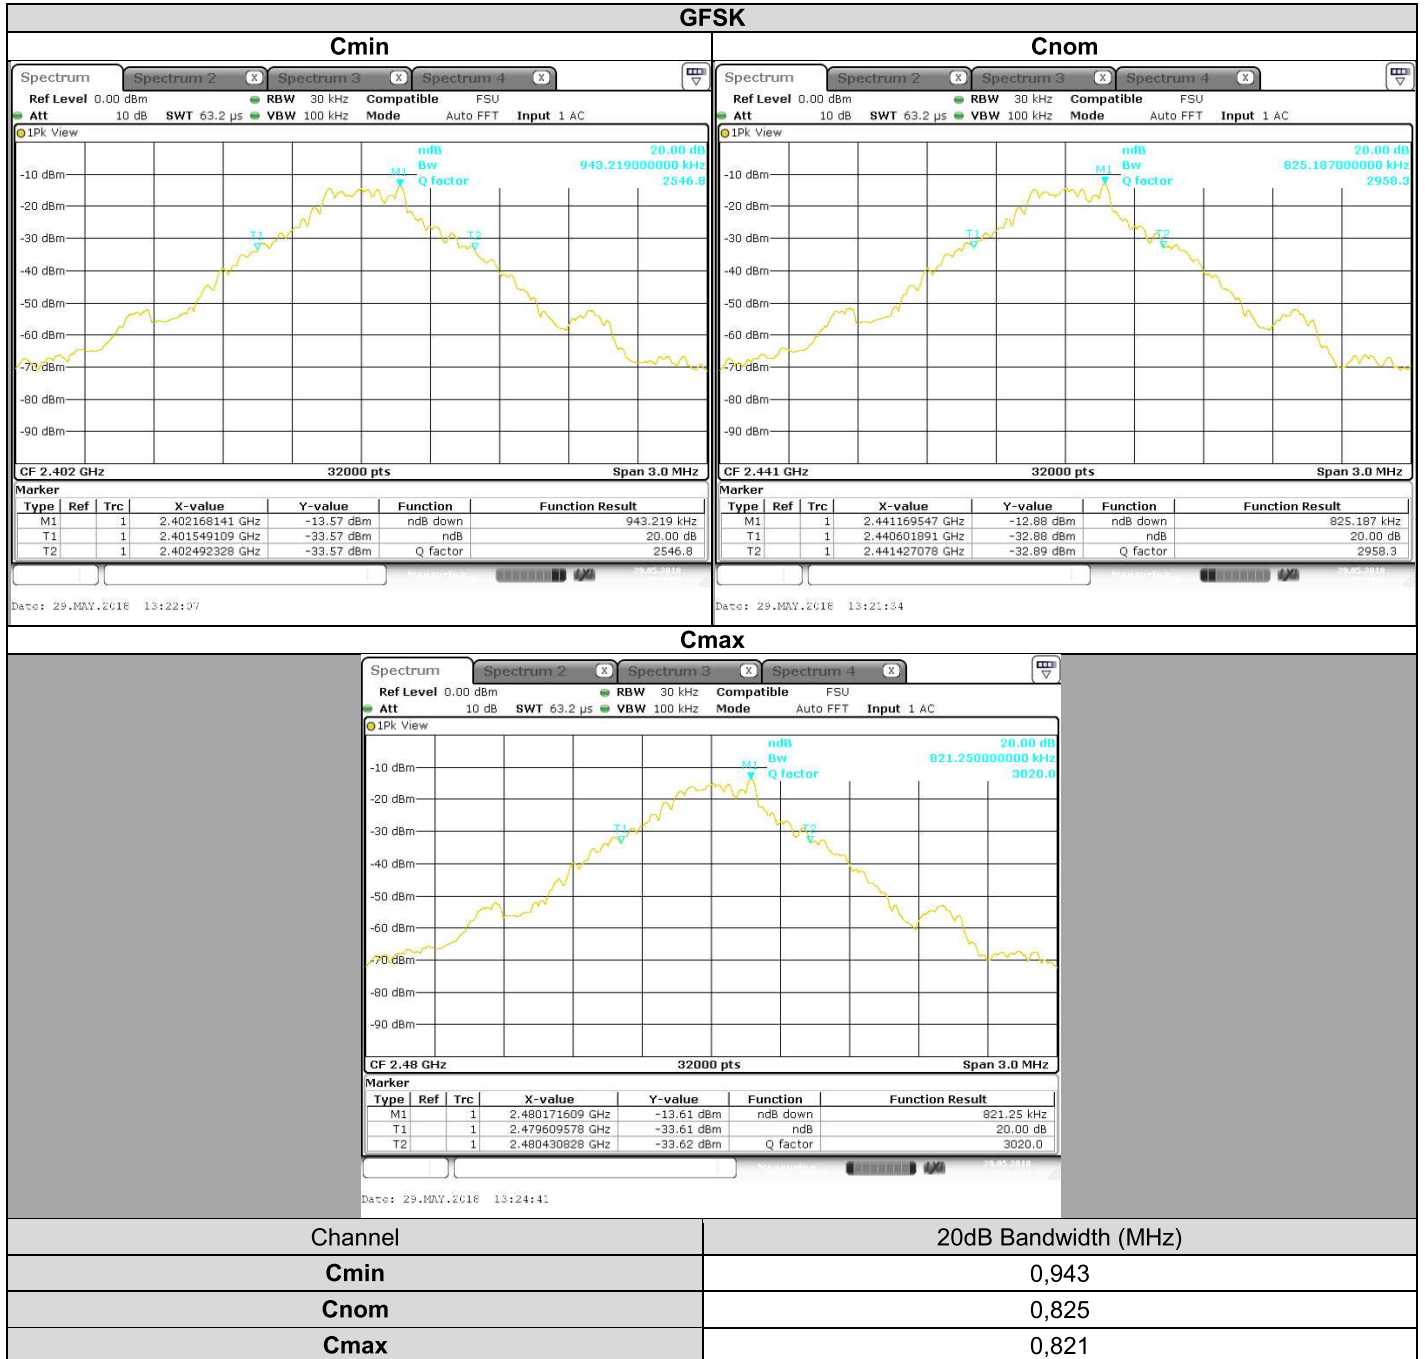 GFSK
Cmin Cnom
Spectrum Spectrum 2 X Spectrum 3 X Spectrum 4 X
Ref Level 0.00 dBm RBW 30 kHz Compatible FSU
Att 10 dB SWT 63.2 µs VBW 100 kHz Mode Auto FFT Input 1 AC
1Pk View
ndB 20.00 dB
Bw 943.219000000 kHz
Q factor 2546.8
M1
T1
T2
-10 dBm
-20 dBm
-30 dBm
-40 dBm
-50 dBm
-60 dBm
-70 dBm
-80 dBm
-90 dBm
CF 2.402 GHz 32000 pts Span 3.0 MHz
Marker
Type Ref Trc X-value Y-value Function Function Result
M1 1 2.402168141 GHz -13.57 dBm ndB down 943.219 kHz
T1 1 2.401549109 GHz -33.57 dBm ndB 20.00 dB
T2 1 2.402492328 GHz -33.57 dBm Q factor 2546.8
Measuring... 29.05.2018
Date: 29.MAY.2018 13:22:07
Spectrum Spectrum 2 X Spectrum 3 X Spectrum 4 X
Ref Level 0.00 dBm RBW 30 kHz Compatible FSU
Att 10 dB SWT 63.2 µs VBW 100 kHz Mode Auto FFT Input 1 AC
1Pk View
ndB 20.00 dB
Bw 825.187000000 kHz
Q factor 2958.3
M1
T1
T2
-10 dBm
-20 dBm
-30 dBm
-40 dBm
-50 dBm
-60 dBm
-70 dBm
-80 dBm
-90 dBm
CF 2.441 GHz 32000 pts Span 3.0 MHz
Marker
Type Ref Trc X-value Y-value Function Function Result
M1 1 2.441169547 GHz -12.88 dBm ndB down 825.187 kHz
T1 1 2.440601891 GHz -32.88 dBm ndB 20.00 dB
T2 1 2.441427078 GHz -32.89 dBm Q factor 2958.3
29.05.2018
Date: 29.MAY.2018 13:21:34
Cmax
Spectrum Spectrum 2 X Spectrum 3 X Spectrum 4 X
Ref Level 0.00 dBm RBW 30 kHz Compatible FSU
Att 10 dB SWT 63.2 µs VBW 100 kHz Mode Auto FFT Input 1 AC
1Pk View
ndB 20.00 dB
Bw 821.250000000 kHz
Q factor 3020.0
M1
T1
T2
-10 dBm
-20 dBm
-30 dBm
-40 dBm
-50 dBm
-60 dBm
-70 dBm
-80 dBm
-90 dBm
CF 2.48 GHz 32000 pts Span 3.0 MHz
Marker
Type Ref Trc X-value Y-value Function Function Result
M1 1 2.480171609 GHz -13.61 dBm ndB down 821.25 kHz
T1 1 2.479609578 GHz -33.61 dBm ndB 20.00 dB
T2 1 2.480430828 GHz -33.62 dBm Q factor 3020.0
Measuring... 29.05.2018
Date: 29.MAY.2018 13:24:41
Channel 20dB Bandwidth (MHz)
Cmin 0,943
Cnom 0,825
Cmax 0,821